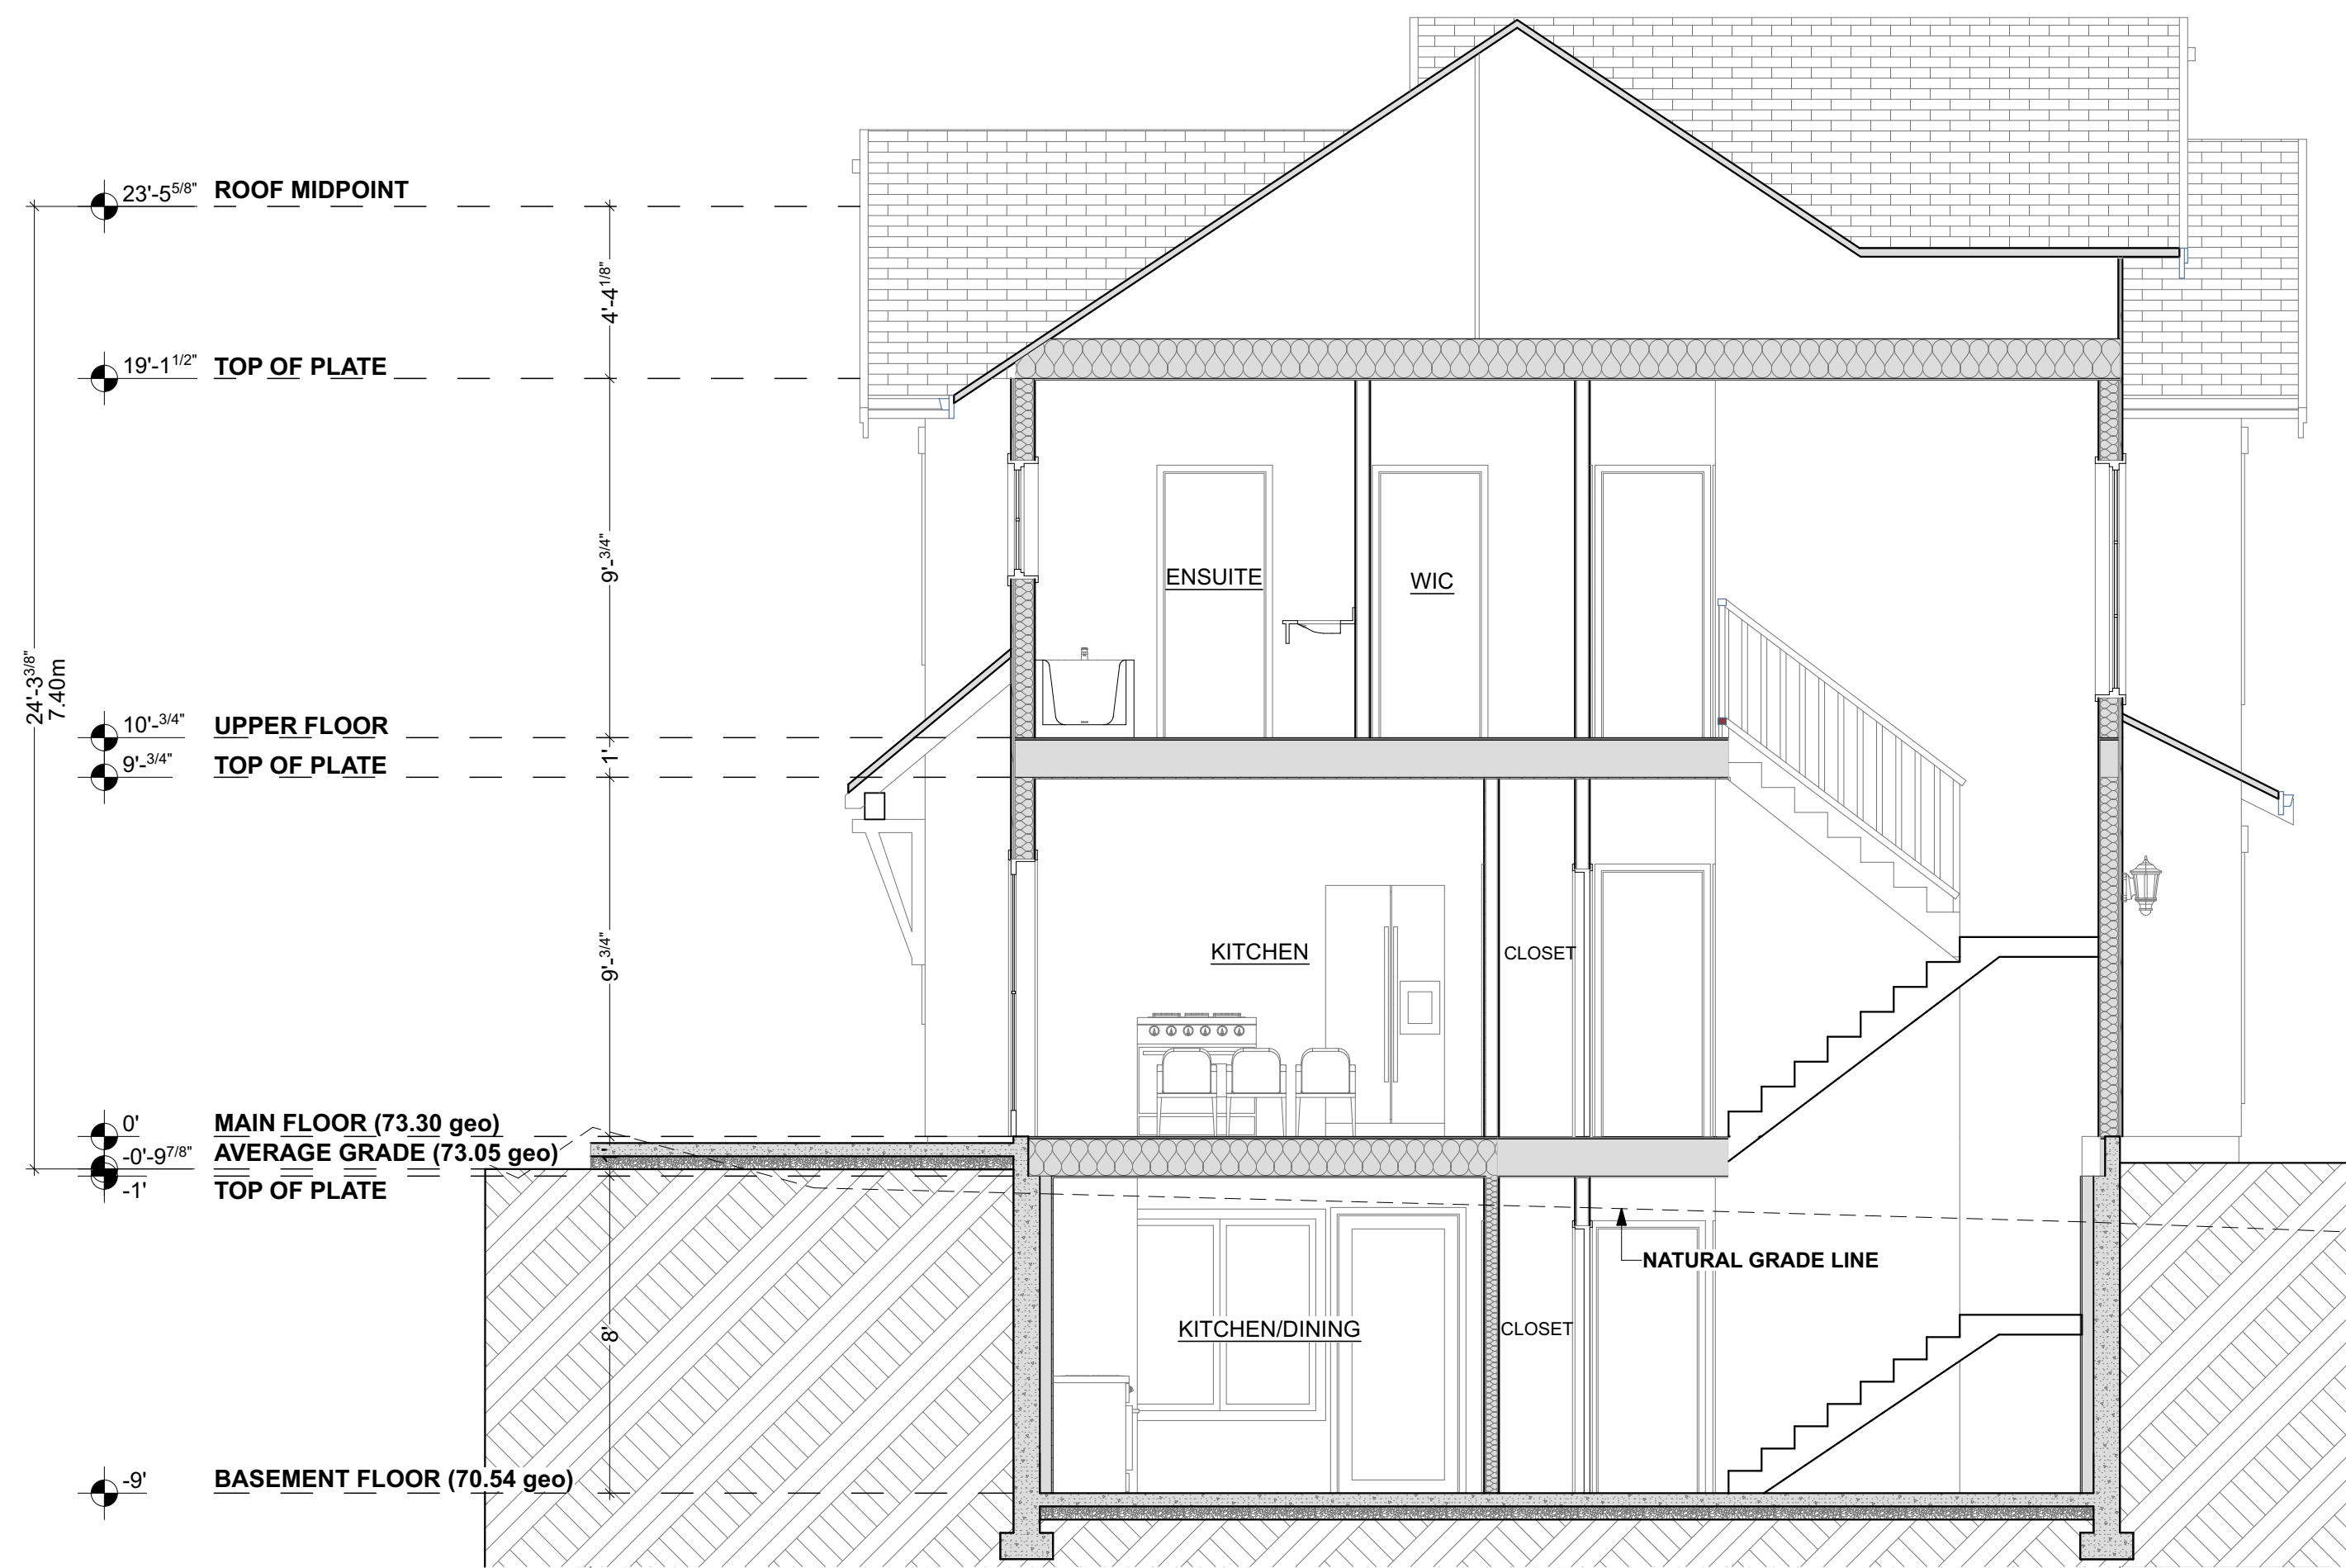 23'-5 5/8" ROOF MIDPOINT
4'-4 1/8"
19'-1 1/2" TOP OF PLATE
9'-3/4"
ENSUITE
WIC
24'-3 3/8"
7.40m
10'-3/4" UPPER FLOOR
1'
9'-3/4" TOP OF PLATE
9'-3/4"
KITCHEN
CLOSET
0' MAIN FLOOR (73.30 geo)
-0'-9 7/8" AVERAGE GRADE (73.05 geo)
-1' TOP OF PLATE
NATURAL GRADE LINE
8'
KITCHEN/DINING
CLOSET
-9' BASEMENT FLOOR (70.54 geo)